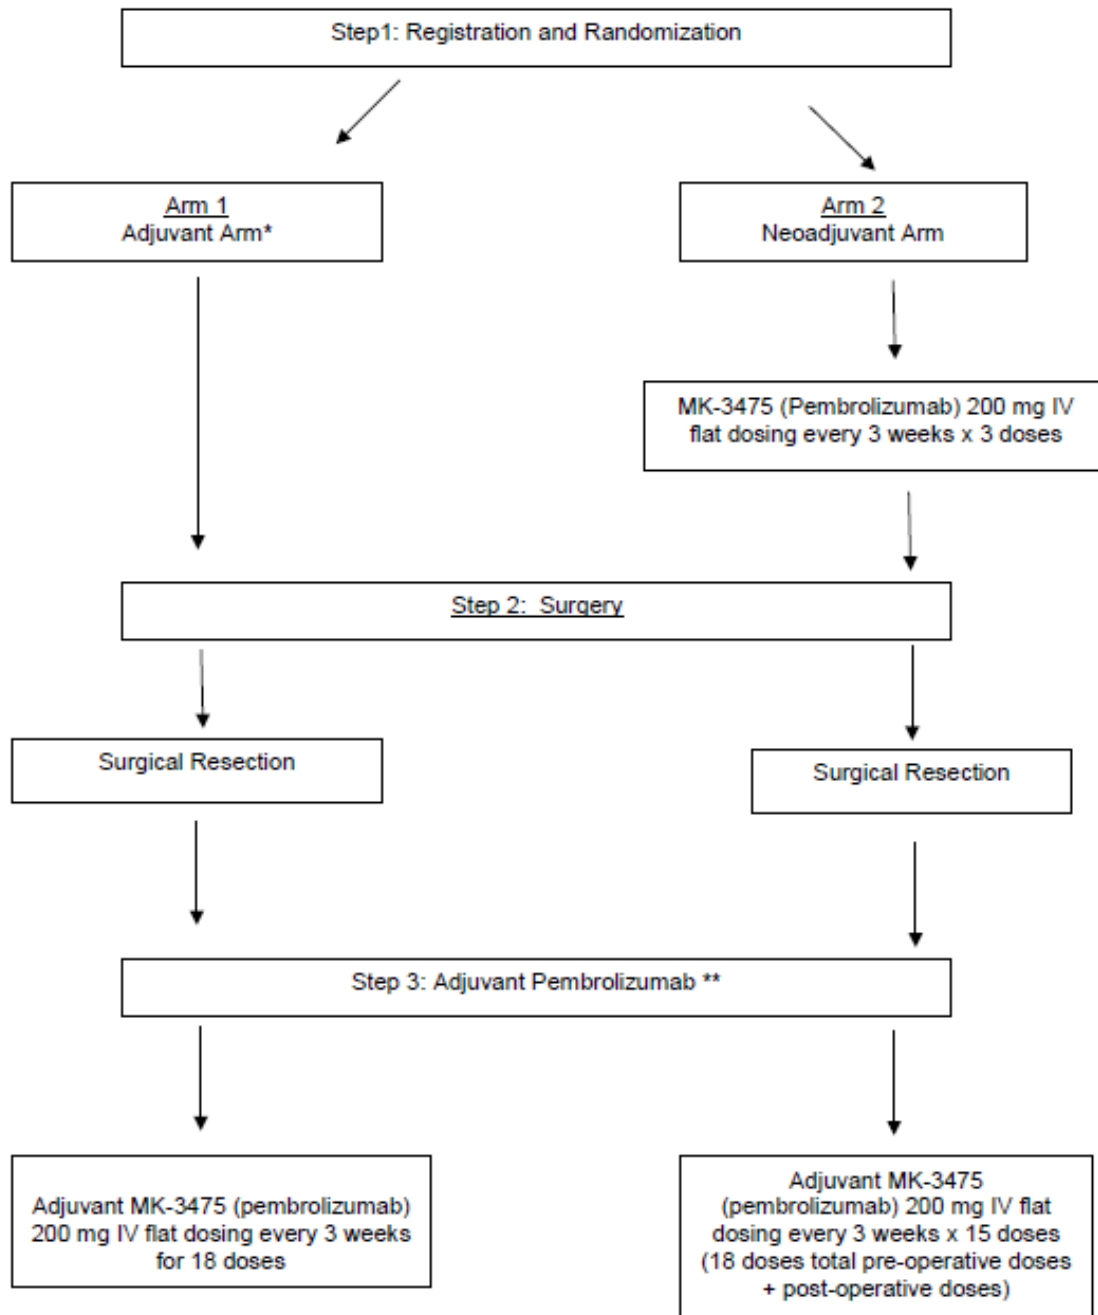 Step1: Registration and Randomization
Arm 1
Adjuvant Arm*
Arm 2
Neoadjuvant Arm
MK-3475 (Pembrolizumab) 200 mg IV
flat dosing every 3 weeks x 3 doses
Step 2:  Surgery
Surgical Resection
Surgical Resection
Step 3: Adjuvant Pembrolizumab **
Adjuvant MK-3475 (pembrolizumab)
200 mg IV flat dosing every 3 weeks
for 18 doses
Adjuvant MK-3475
(pembrolizumab) 200 mg IV flat
dosing every 3 weeks x 15 doses
(18 doses total pre-operative doses
+ post-operative doses)